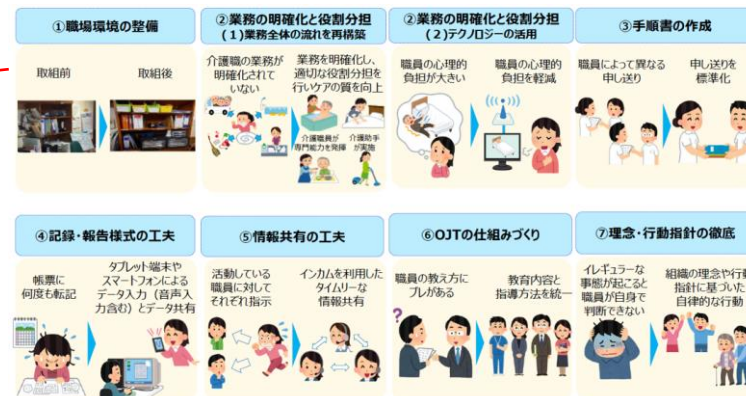 ①職場環境の整備
取組前
取組後
②業務の明確化と役割分担
(1)業務全体の流れを再構築
介護職の業務が
明確化されて
いない
業務を明確化し、
適切な役割分担を
行いケアの質を向上
介護職員が
専門能力を発揮
介護助手
が実施
②業務の明確化と役割分担
(2)テクノロジーの活用
職員の心理的
負担が大きい
職員の心理的
負担を軽減
③手順書の作成
職員によって異なる
申し送り
申し送りを
標準化
④記録・報告様式の工夫
帳票に
何度も転記
タブレット端末や
スマートフォンによる
データ入力（音声入
力含む）とデータ共有
⑤情報共有の工夫
活動している
職員に対して
それぞれ指示
インカムを利用した
タイムリーな
情報共有
⑥OJTの仕組みづくり
職員の教え方に
ブレがある
教育内容と
指導方法を統一
⑦理念・行動指針の徹底
イレギュラーな
事態が起こると
職員が自身で
判断できない
組織の理念や行動
指針に基づいた
自律的な行動